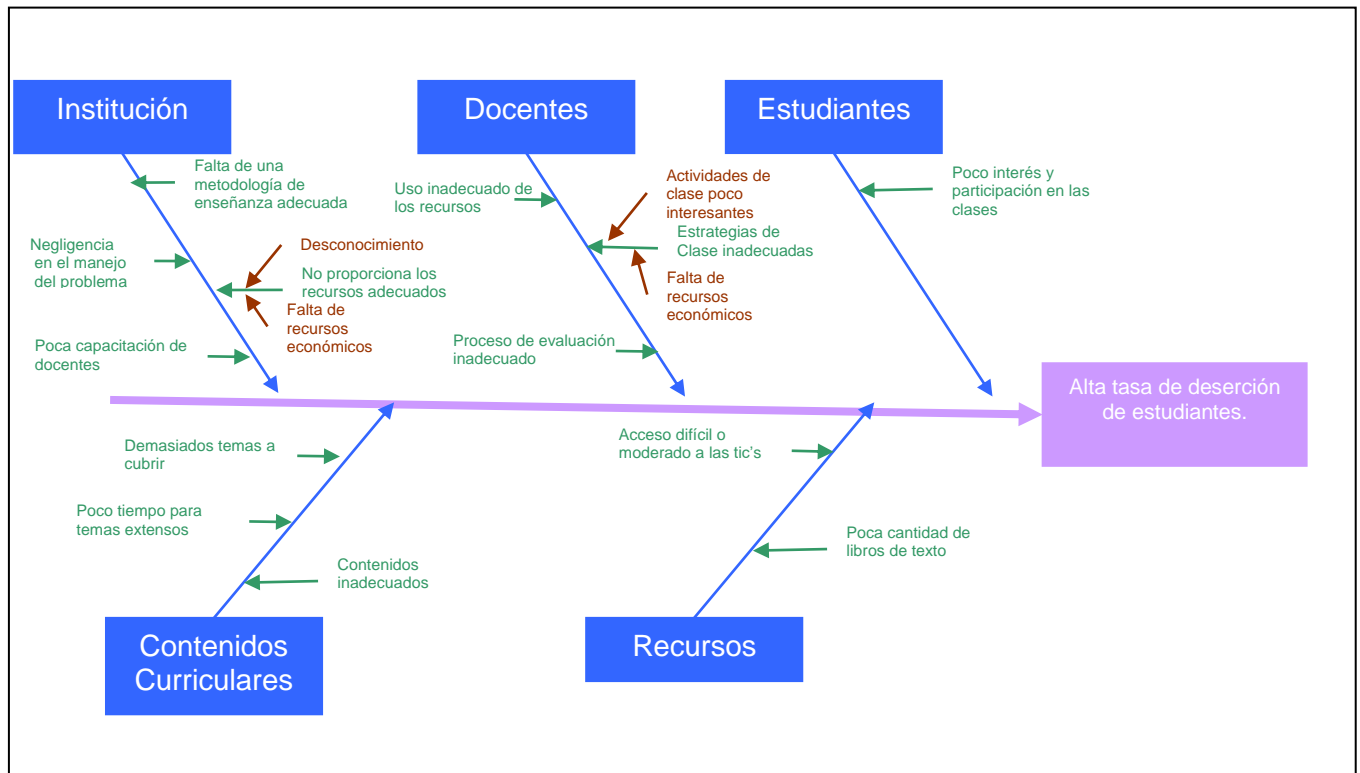 Institución
Docentes
Estudiantes
Falta de una
metodología de
enseñanza adecuada
Negligencia
en el manejo
del problema
Desconocimiento
No proporciona los
recursos adecuados
Falta de
recursos
económicos
Poca capacitación de
docentes
Uso inadecuado de
los recursos
Actividades de
clase poco
interesantes
Estrategias de
Clase inadecuadas
Falta de
recursos
económicos
Proceso de evaluación
inadecuado
Poco interés y
participación en las
clases
Alta tasa de deserción
de estudiantes.
Demasiados temas a
cubrir
Poco tiempo para
temas extensos
Contenidos
inadecuados
Contenidos
Curriculares
Acceso difícil o
moderado a las tic’s
Poca cantidad de
libros de texto
Recursos